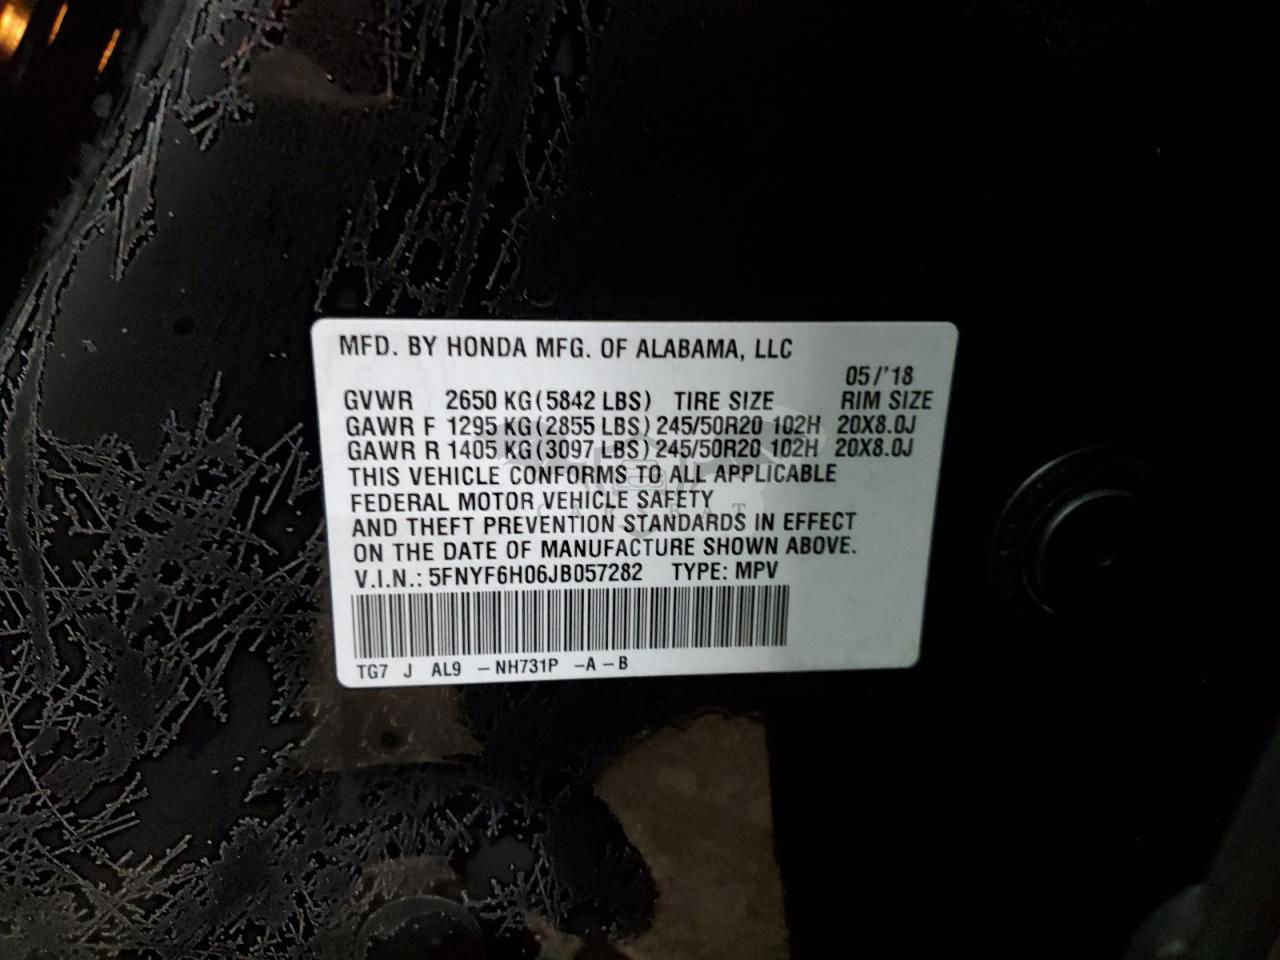 MFD. BY HONDA MFG. OF ALABAMA, LLC
05/'18
GVWR 2650 KG(5842 LBS) TIRE SIZE RIM SIZE
GAWR F 1295 KG(2855 LBS)245/50R20 102H 20X8.0J
GAWR R 1405 KG(3097 LBS)245/50R20 102H 20X8.0J
THIS VEHICLE CONFORMS TO ALL APPLICABLE
FEDERAL MOTOR VEHICLE SAFETY
AND THEFT PREVENTION STANDARDS IN EFFECT
ON THE DATE OF MANUFACTURE SHOWN ABOVE.
V.I.N.: 5FNYF6H06JB057282 TYPE: MPV
TG7 J AL9 –NH731P –A–B